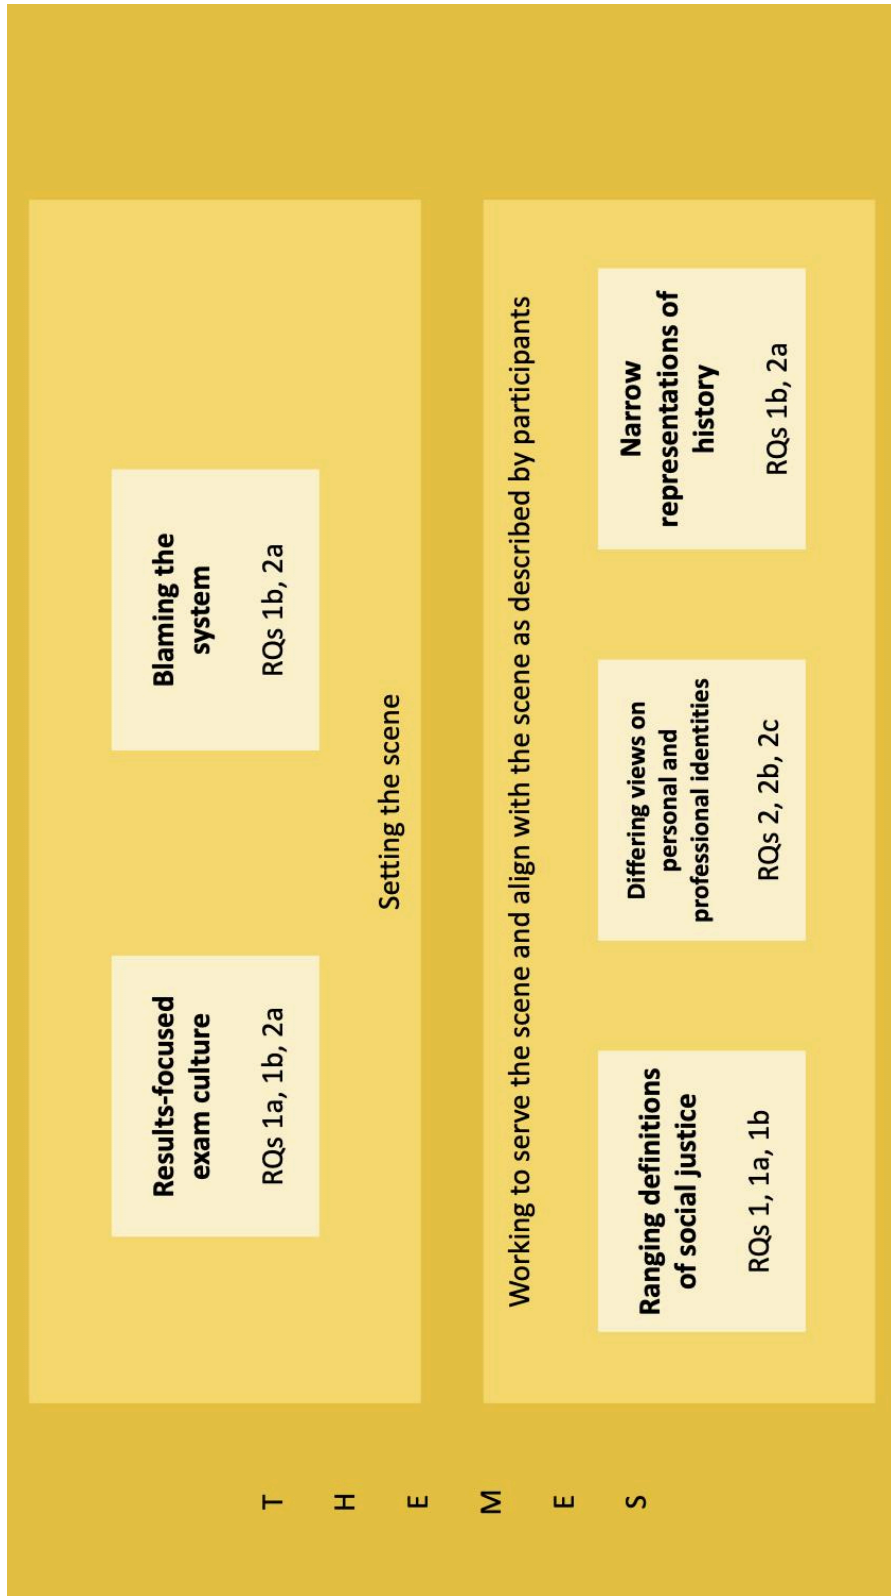 T
H
E
M
E
S
Results-focused
exam culture
RQs 1a, 1b, 2a
Blaming the
system
RQs 1b, 2a
Setting the scene
Working to serve the scene and align with the scene as described by participants
Ranging definitions
of social justice
RQs 1, 1a, 1b
Differing views on
personal and
professional identities
RQs 2, 2b, 2c
Narrow
representations of
history
RQs 1b, 2a